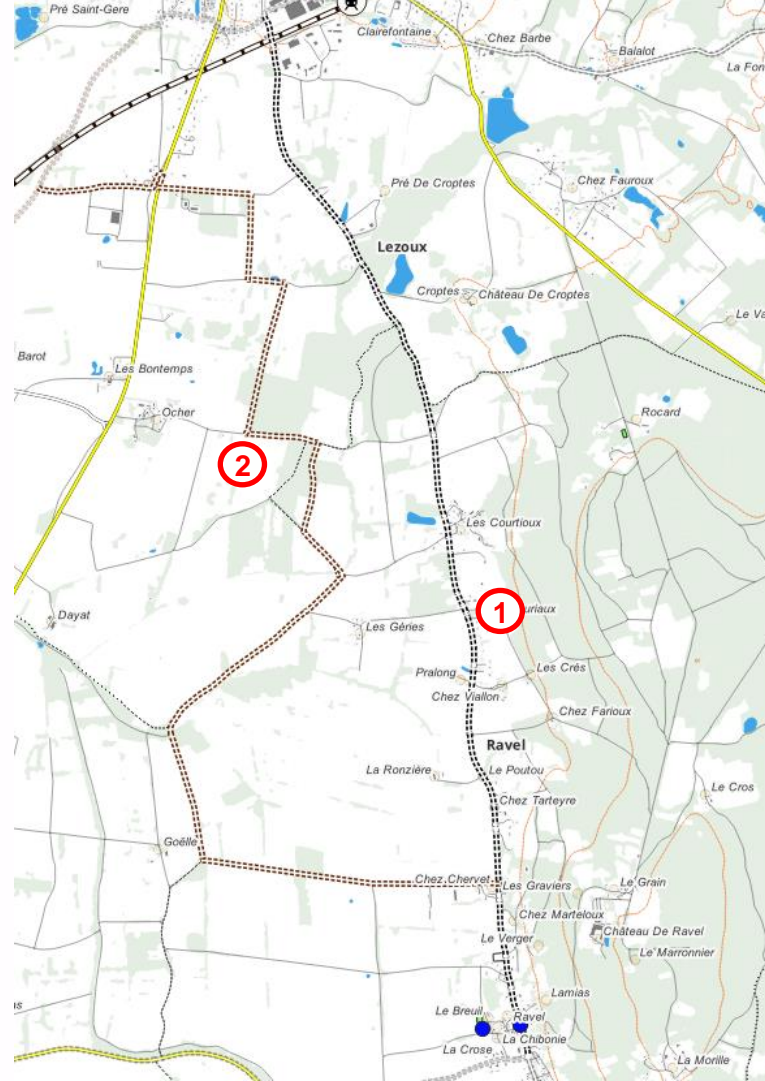 Pré Saint-Gere
Clairefontaine
Chez Barbe
Balalot
La Fon
Pré De Croptes
Chez Fauroux
Lezoux
Croptes
Château De Croptes
Le Va
Barot
Les Bontemps
Ocher
Rocard
2
Les Courtioux
1
uriaux
Dayat
Les Géries
Pralong
Les Crés
Chez Viallon
Chez Farioux
Ravel
La Ronzière
Le Poutou
Le Cros
Chez Tarteyre
Goëlle
Chez Chervet
Les Graviers
Le Grain
Chez Marteloux
Château De Ravel
Le Verger
Le Marronnier
Lamias
as
Le Breuil
Ravel
La Chibonie
La Crose
La Morille